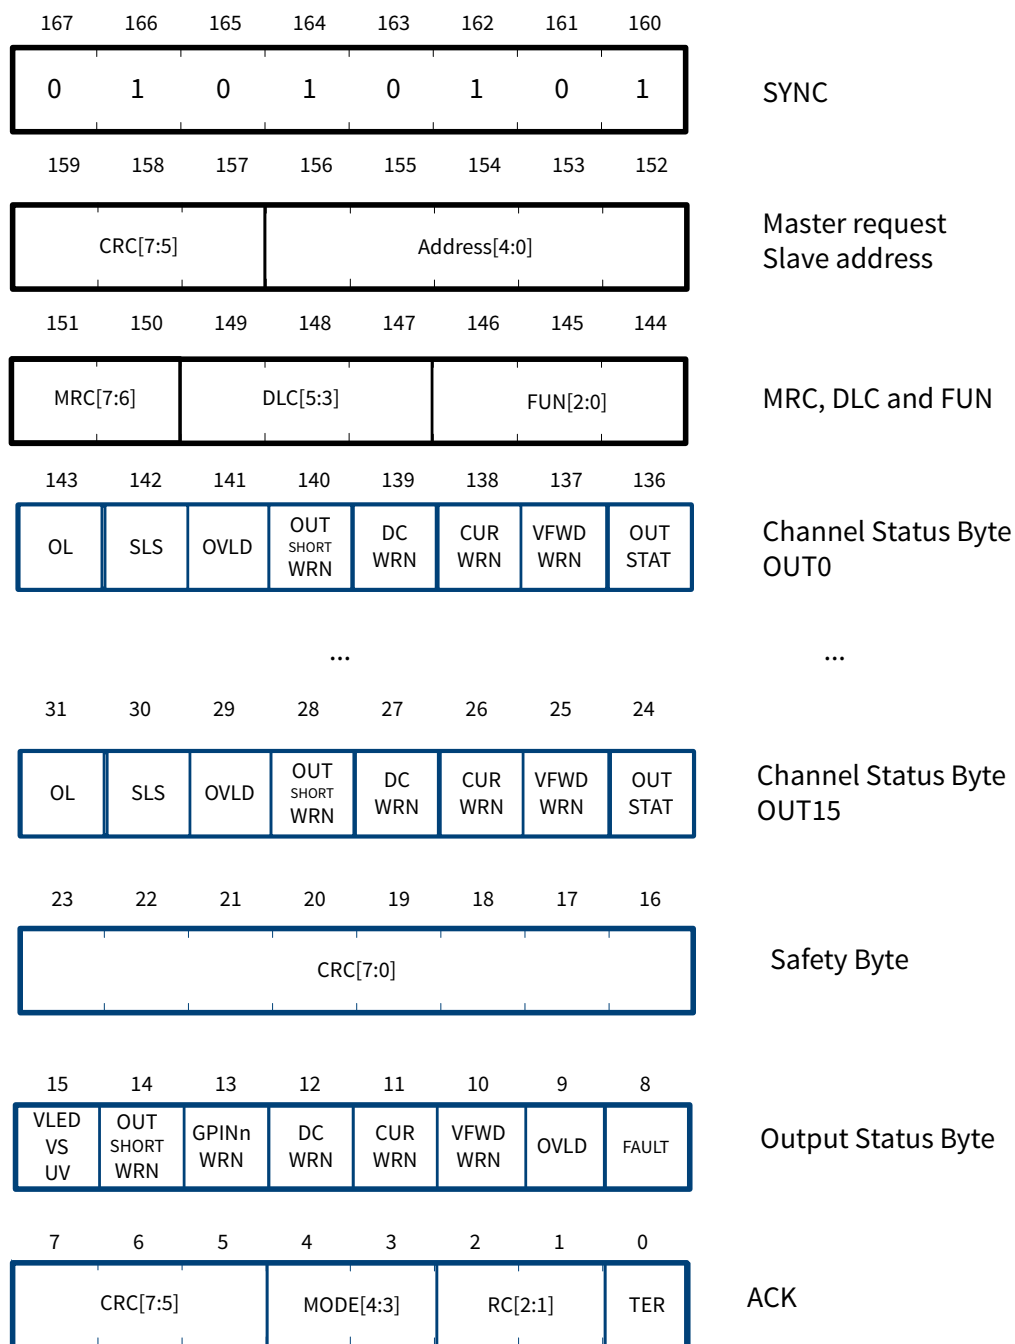 167 166 165 164 163 162 161 160
0 1 0 1 0 1 0 1
SYNC
159 158 157 156 155 154 153 152
CRC[7:5] Address[4:0]
Master request
Slave address
151 150 149 148 147 146 145 144
MRC[7:6] DLC[5:3] FUN[2:0]
MRC, DLC and FUN
143 142 141 140 139 138 137 136
OL SLS OVLD OUT SHORT WRN DC WRN CUR WRN VFWD WRN OUT STAT
Channel Status Byte
OUT0
... ...
31 30 29 28 27 26 25 24
OL SLS OVLD OUT SHORT WRN DC WRN CUR WRN VFWD WRN OUT STAT
Channel Status Byte
OUT15
23 22 21 20 19 18 17 16
CRC[7:0]
Safety Byte
15 14 13 12 11 10 9 8
VLED VS UV OUT SHORT WRN GPINn WRN DC WRN CUR WRN VFWD WRN OVLD FAULT
Output Status Byte
7 6 5 4 3 2 1 0
CRC[7:5] MODE[4:3] RC[2:1] TER
ACK